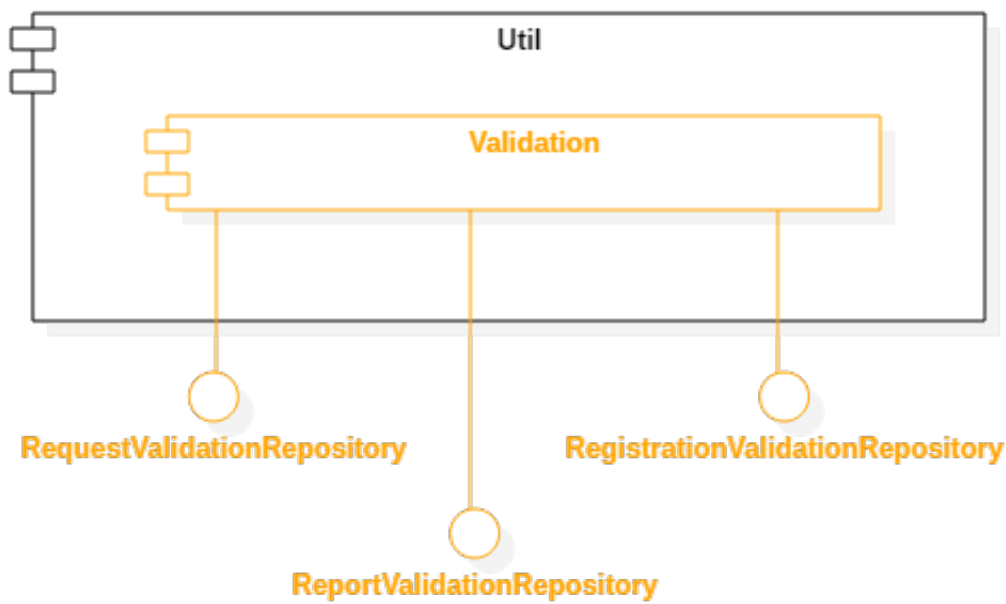 Util
Validation
RequestValidationRepository
RegistrationValidationRepository
ReportValidationRepository